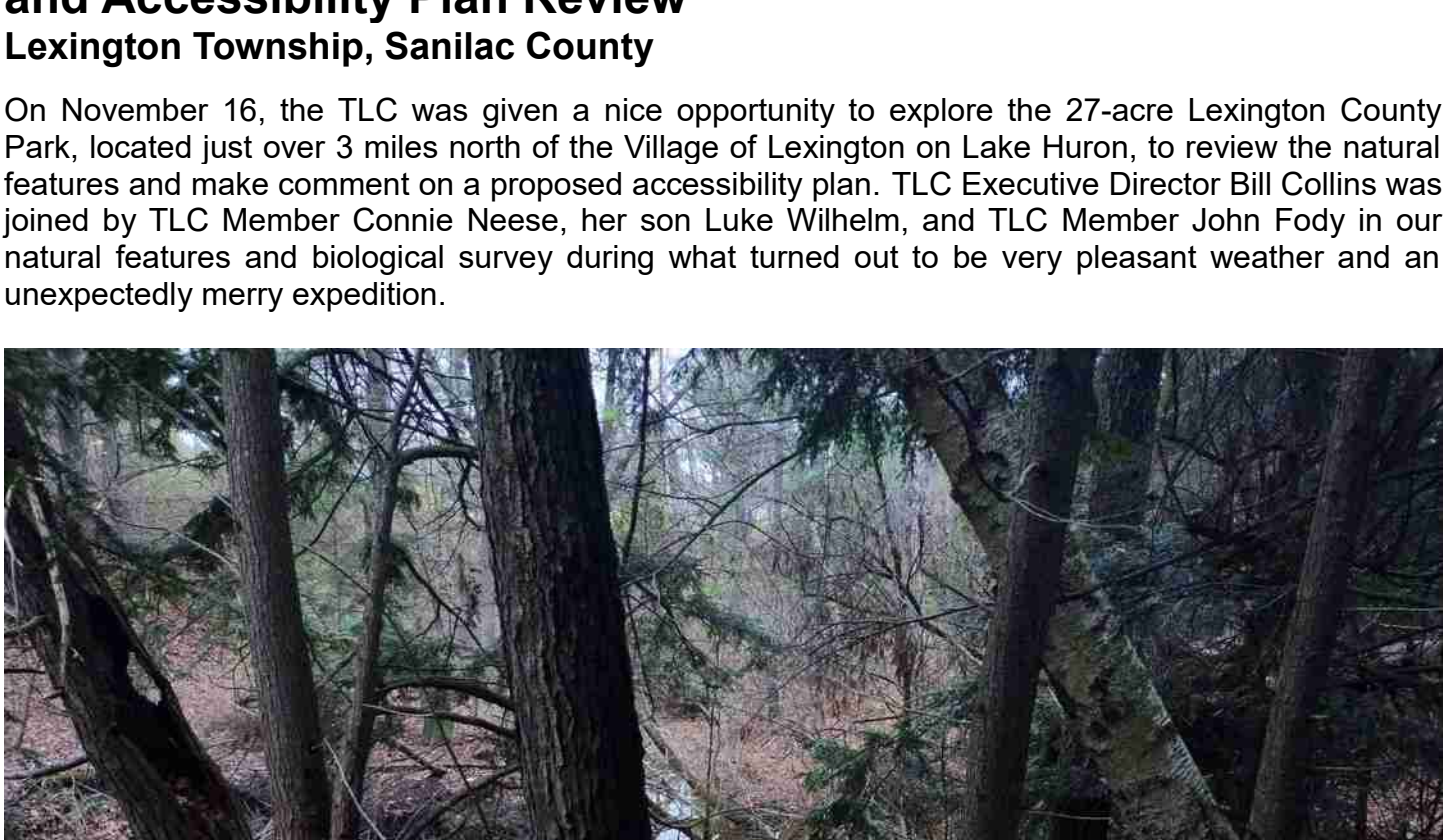 and Accessibility Plan Review
Lexington Township, Sanilac County
On November 16, the TLC was given a nice opportunity to explore the 27-acre Lexington County
Park, located just over 3 miles north of the Village of Lexington on Lake Huron, to review the natural
features and make comment on a proposed accessibility plan. TLC Executive Director Bill Collins was
joined by TLC Member Connie Neese, her son Luke Wilhelm, and TLC Member John Fody in our
natural features and biological survey during what turned out to be very pleasant weather and an
unexpectedly merry expedition.